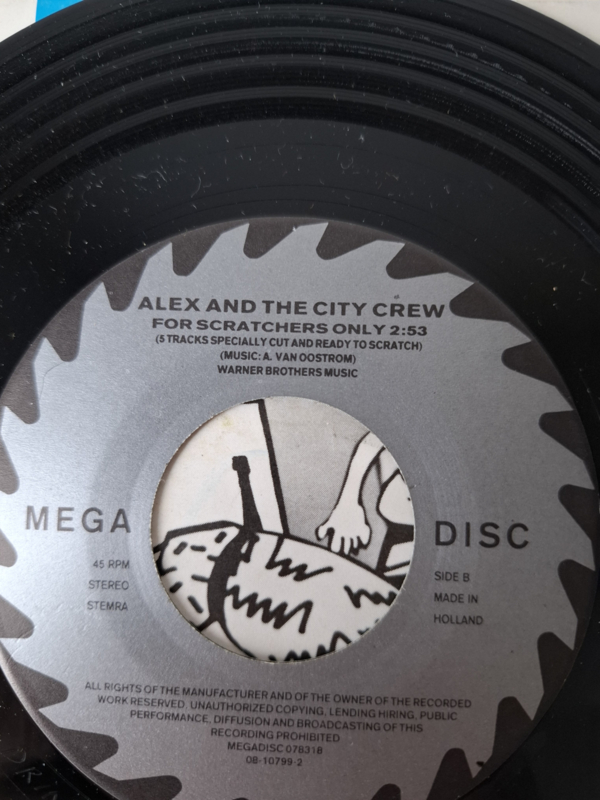 ALEX AND THE CITY CREW
FOR SCRATCHERS ONLY 2:53
(5 TRACKS SPECIALLY CUT AND READY TO SCRATCH)
(MUSIC: A. VAN OOSTROM)
WARNER BROTHERS MUSIC
MEGA DISC
45 RPM
STEREO
STEMRA
SIDE B
MADE IN
HOLLAND
ALL RIGHTS OF THE MANUFACTURER AND OF THE OWNER OF THE RECORDED
WORK RESERVED. UNAUTHORIZED COPYING, LENDING HIRING, PUBLIC
PERFORMANCE, DIFFUSION AND BROADCASTING OF THIS
RECORDING PROHIBITED
MEGADISC 078318
08-10799-2